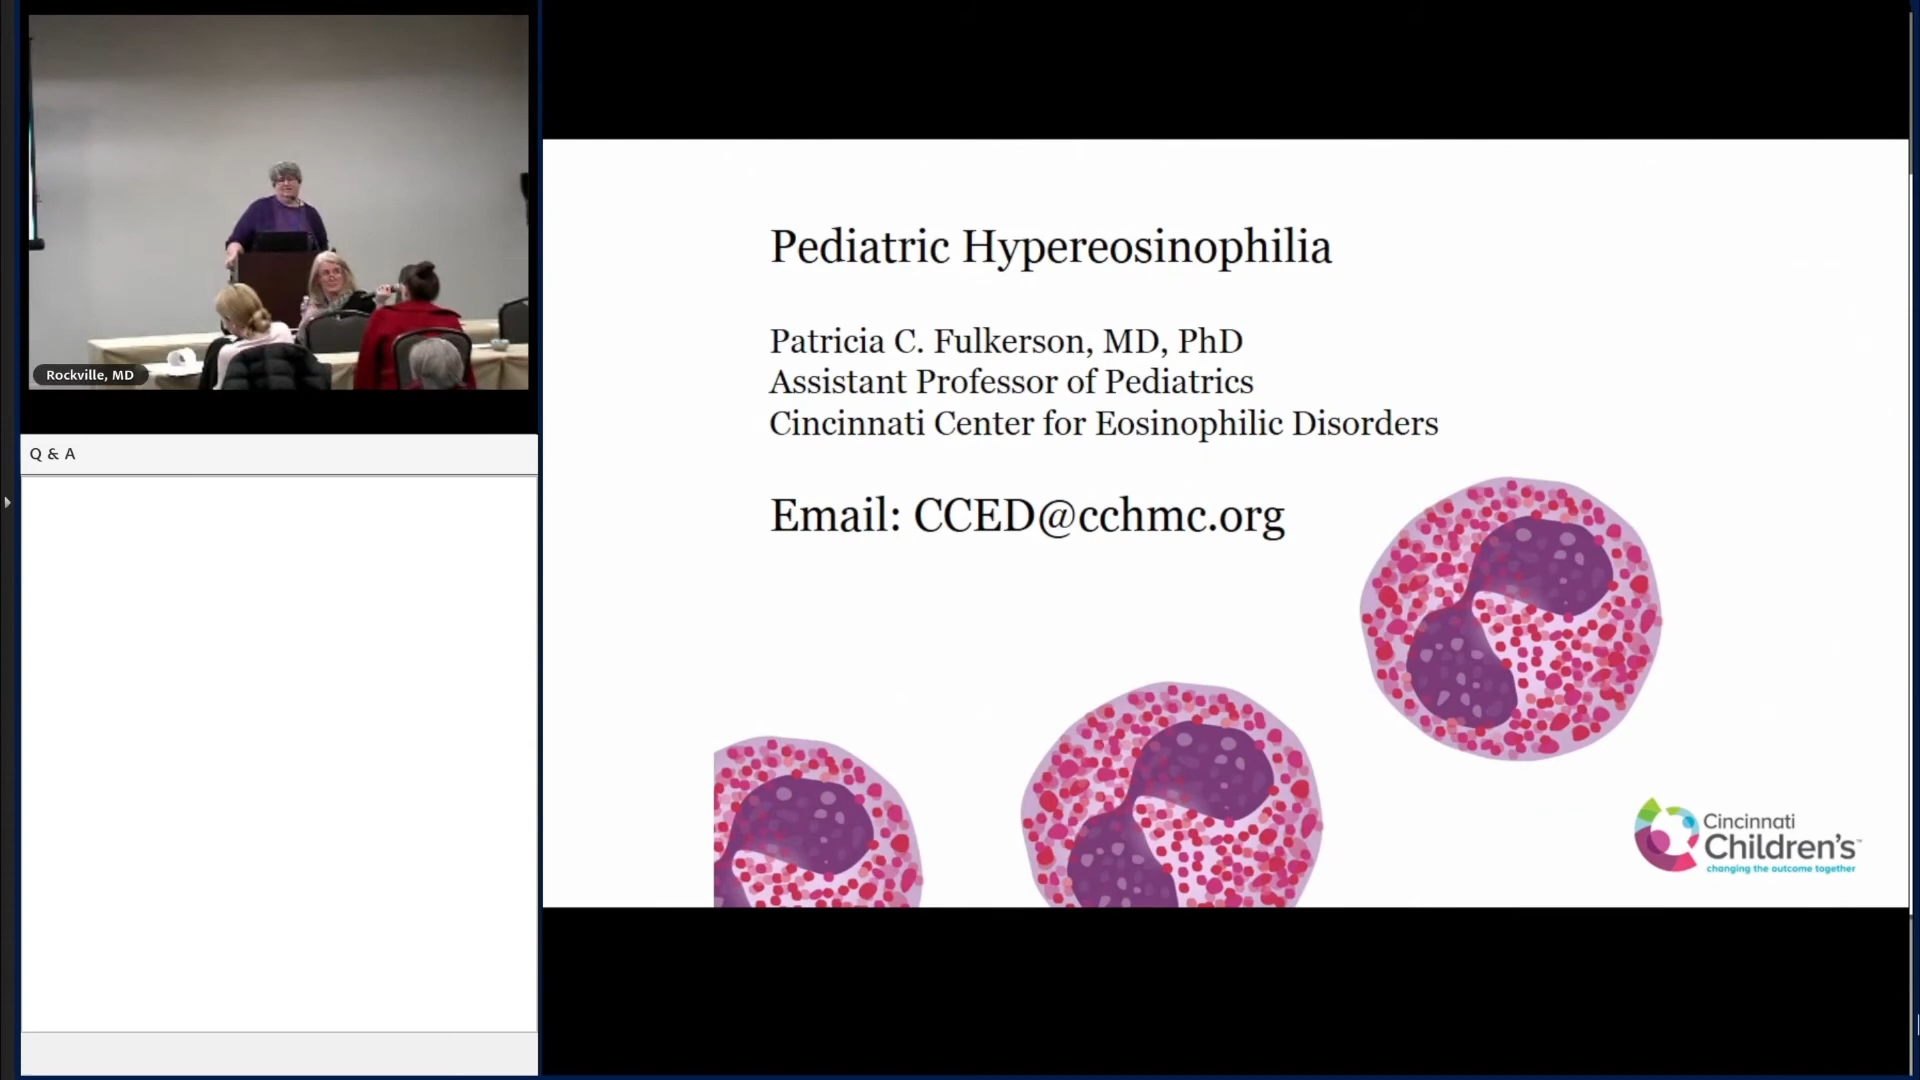 Rockville, MD
Q & A
Pediatric Hypereosinophilia
Patricia C. Fulkerson, MD, PhD
Assistant Professor of Pediatrics
Cincinnati Center for Eosinophilic Disorders
Email: CCED@cchmc.org
Cincinnati
Children's™
changing the outcome together